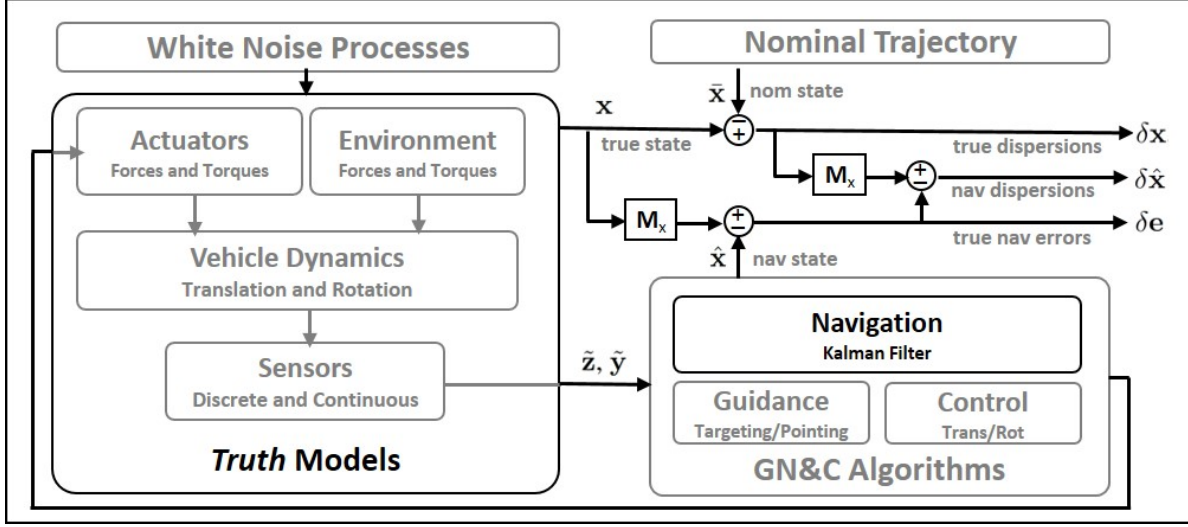 White Noise Processes
Nominal Trajectory
x̄
nom state
x
true state
−
+
δx
true dispersions
Actuators
Forces and Torques
Environment
Forces and Torques
Mₓ
+
−
δx̂
nav dispersions
Mₓ
+
−
δe
true nav errors
x̂
nav state
Vehicle Dynamics
Translation and Rotation
Sensors
Discrete and Continuous
z̃, ỹ
Navigation
Kalman Filter
Guidance
Targeting/Pointing
Control
Trans/Rot
Truth Models
GN&C Algorithms